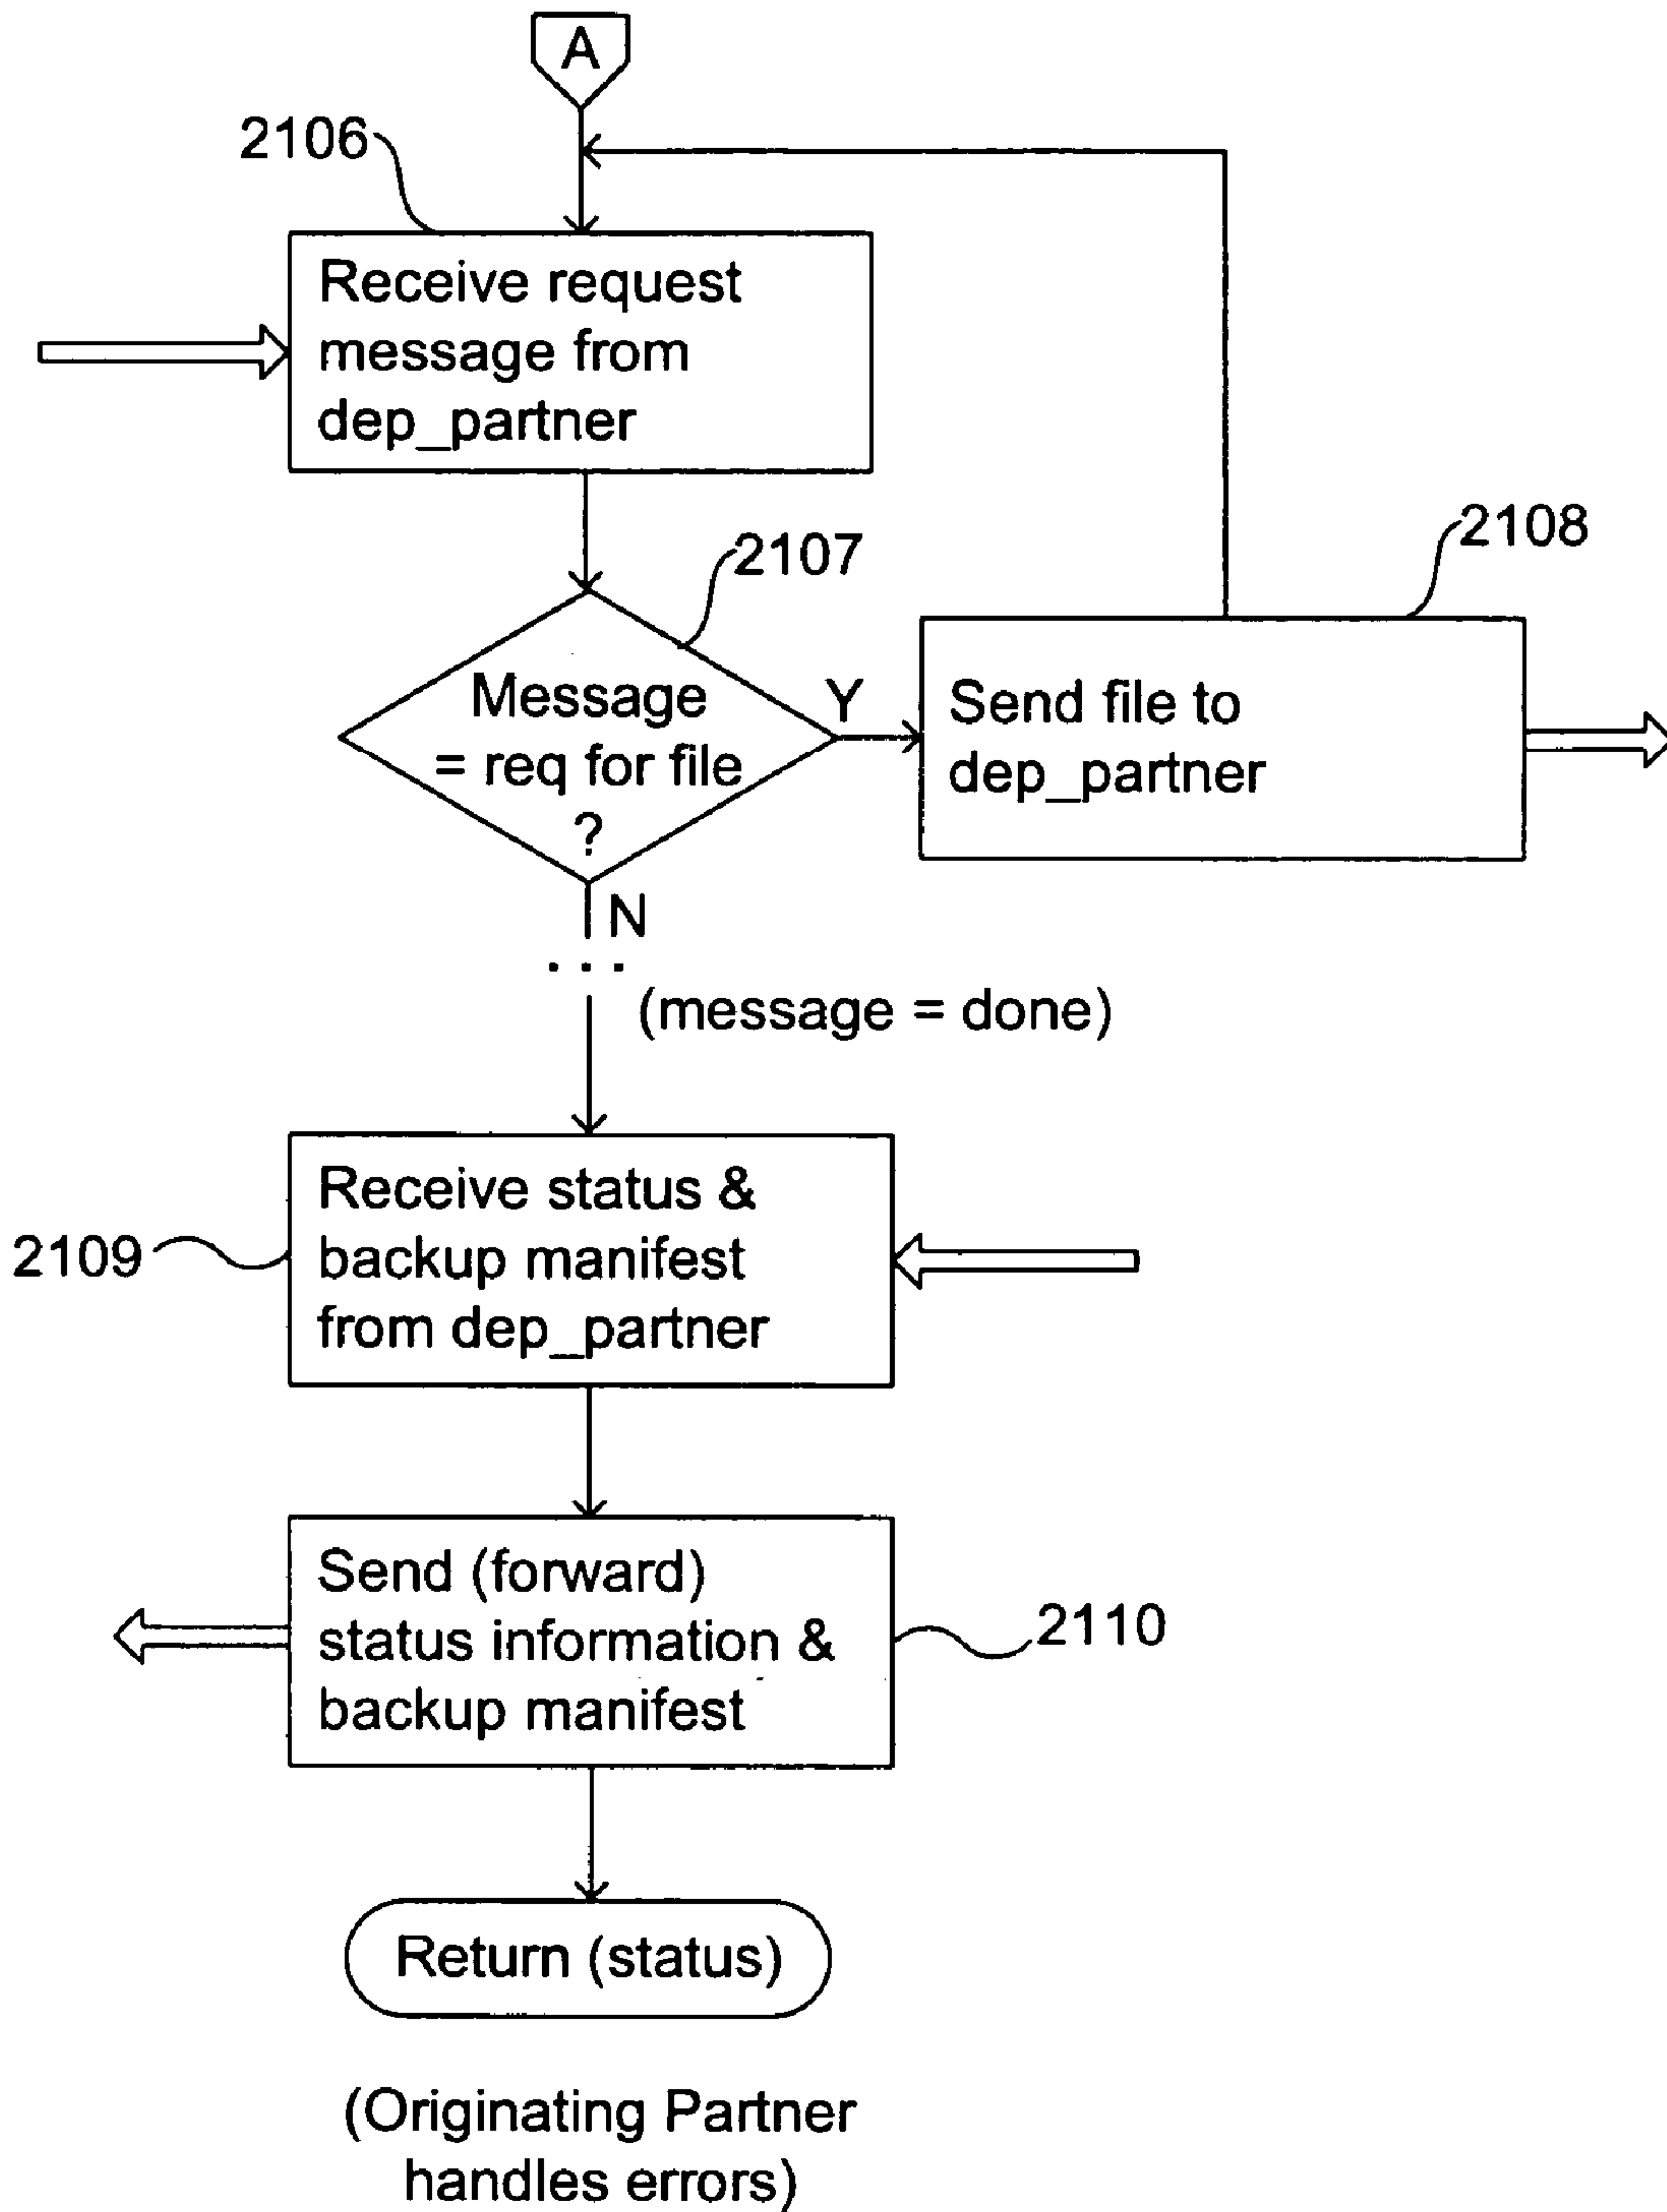 A
2106
Receive request
message from
dep_partner
2107
2108
Message
= req for file
?
Y
Send file to
dep_partner
N
...
(message = done)
2109
Receive status &
backup manifest
from dep_partner
Send (forward)
status information &
backup manifest
2110
Return (status)
(Originating Partner
handles errors)